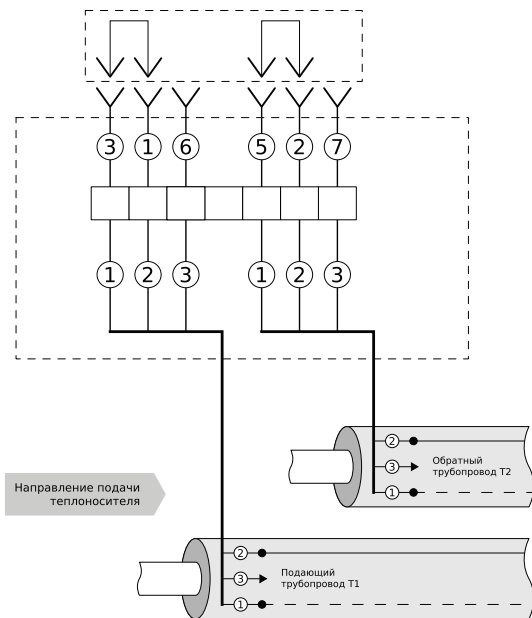 3 1 6 5 2 7
1 2 3 1 2 3
2
3
1
Обратный
трубопровод Т2
Направление подачи
теплоносителя
2
3
1
Подающий
трубопровод Т1